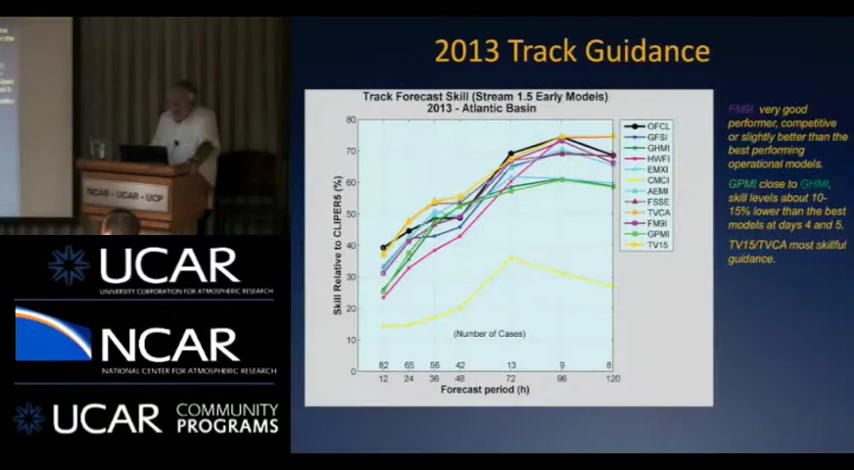 2013 Track Guidance
Track Forecast Skill (Stream 1.5 Early Models)
2013 - Atlantic Basin
Skill Relative to CLIPER5 (%)
80
70
60
50
40
30
20
10
0
(Number of Cases)
82 65 56 42 13 9 8
12 24 36 48 72 96 120
Forecast period (h)
OFCL
GFSI
GHMI
HWFI
EMXI
CMCI
AEMI
FSSE
TVCA
FM9I
GPMI
TV15
FM9I very good
performer, competitive
or slightly better than the
best performing
operational models.
GPMI close to GHMI,
skill levels about 10-
15% lower than the best
models at days 4 and 5.
TV15/TVCA most skillful
guidance.
NCAR - UCAR - UCP
UCAR
UNIVERSITY CORPORATION FOR ATMOSPHERIC RESEARCH
NCAR
NATIONAL CENTER FOR ATMOSPHERIC RESEARCH
UCAR COMMUNITY
PROGRAMS